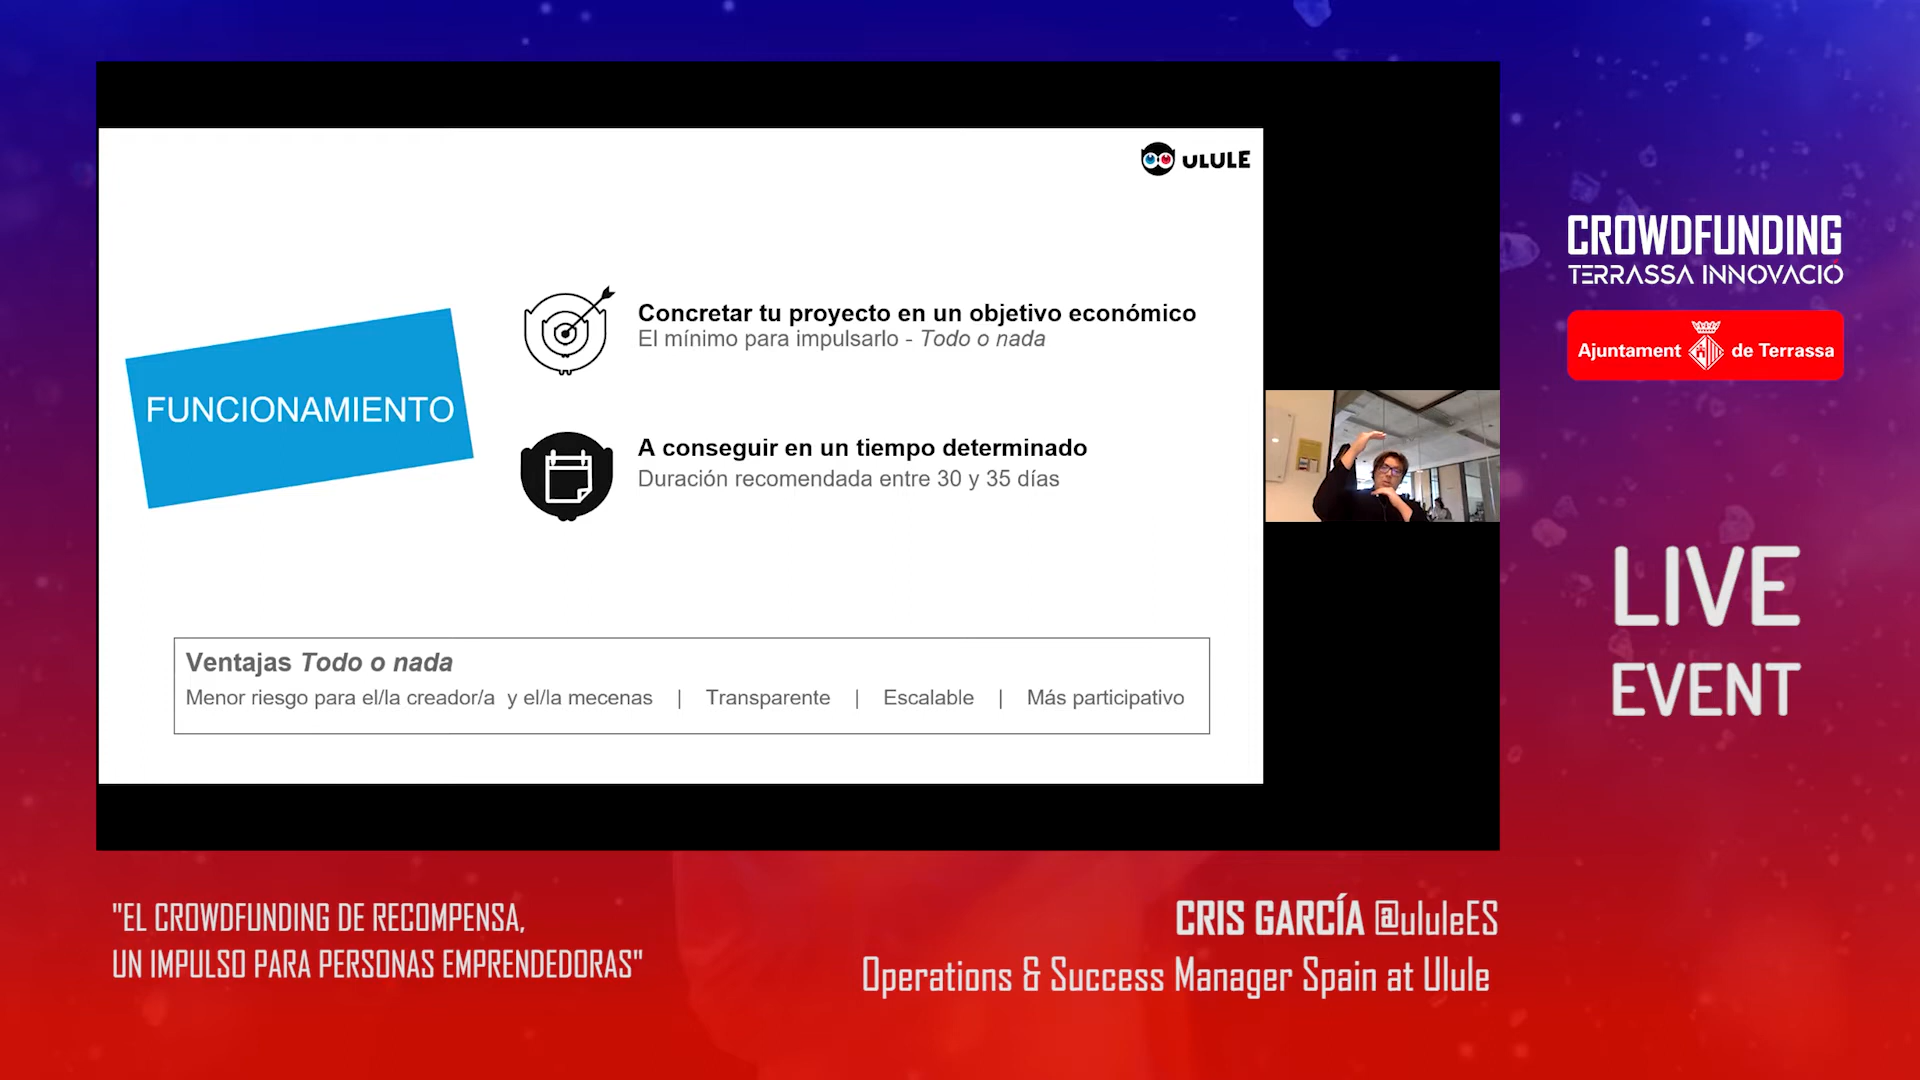 ULULE
FUNCIONAMIENTO
Concretar tu proyecto en un objetivo económico
El mínimo para impulsarlo - Todo o nada
A conseguir en un tiempo determinado
Duración recomendada entre 30 y 35 días
Ventajas Todo o nada
Menor riesgo para el/la creador/a y el/la mecenas | Transparente | Escalable | Más participativo
CROWDFUNDING
TERRASSA INNOVACIÓ
Ajuntament de Terrassa
LIVE
EVENT
"EL CROWDFUNDING DE RECOMPENSA,
UN IMPULSO PARA PERSONAS EMPRENDEDORAS"
CRIS GARCÍA @ululeES
Operations & Success Manager Spain at Ulule